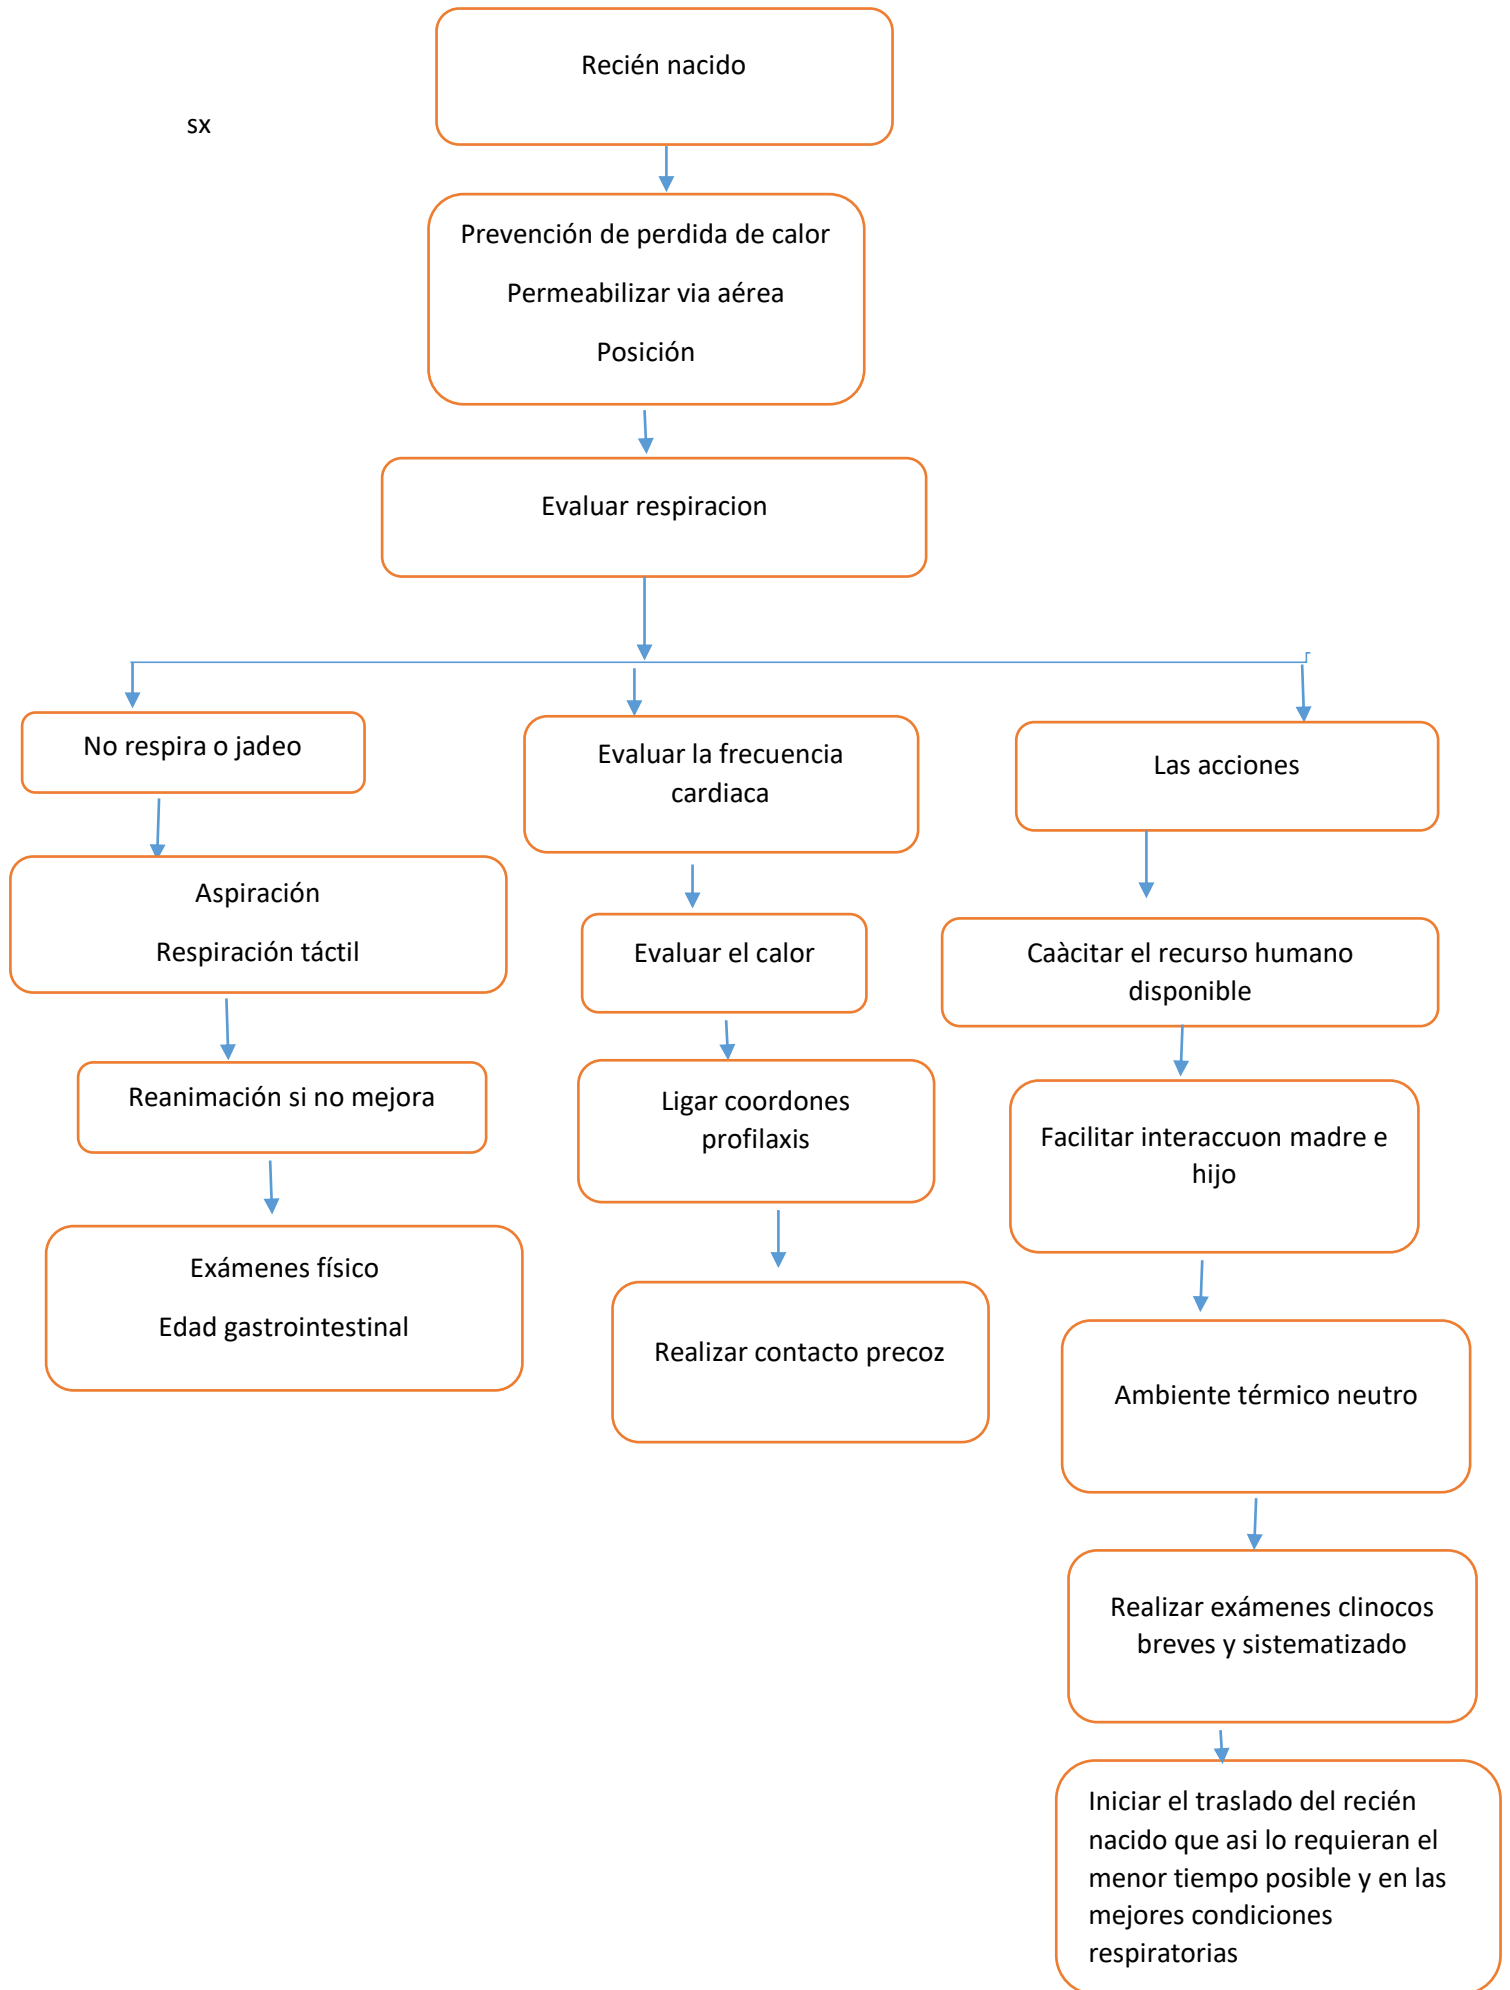 Recién nacido
sx
Prevención de perdida de calor
Permeabilizar via aérea
Posición
Evaluar respiracion
No respira o jadeo
Aspiración
Respiración táctil
Reanimación si no mejora
Exámenes físico
Edad gastrointestinal
Evaluar la frecuencia
cardiaca
Evaluar el calor
Ligar coordones
profilaxis
Realizar contacto precoz
Las acciones
Caàcitar el recurso humano
disponible
Facilitar interaccuon madre e
hijo
Ambiente térmico neutro
Realizar exámenes clinocos
breves y sistematizado
Iniciar el traslado del recién
nacido que asi lo requieran el
menor tiempo posible y en las
mejores condiciones
respiratorias